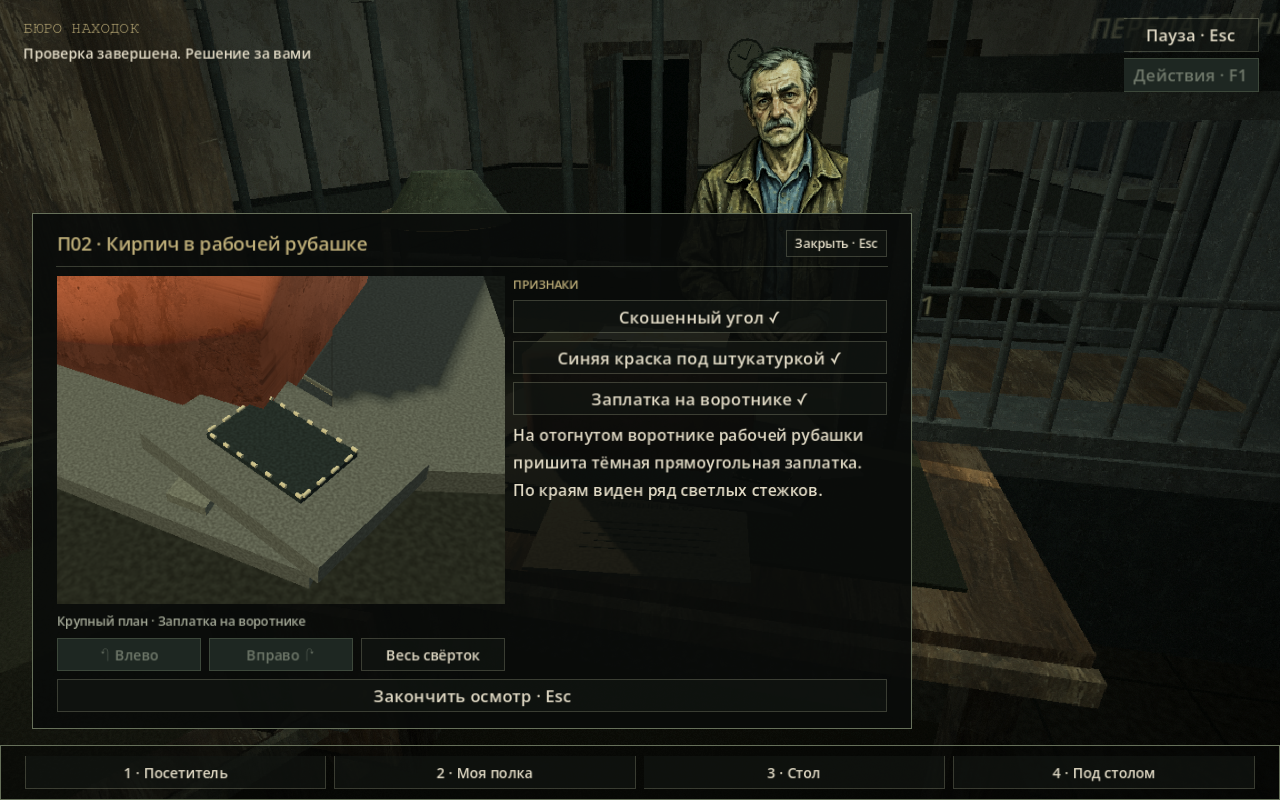 БЮРО НАХОДОК
Проверка завершена. Решение за вами
Пауза · Esc
Действия · F1
П02 · Кирпич в рабочей рубашке
Закрыть · Esc
ПРИЗНАКИ
Скошенный угол ✓
Синяя краска под штукатуркой ✓
Заплатка на воротнике ✓
На отогнутом воротнике рабочей рубашки
пришита тёмная прямоугольная заплатка.
По краям виден ряд светлых стежков.
1
Крупный план · Заплатка на воротнике
Влево
Вправо
Весь свёрток
Закончить осмотр · Esc
1 · Посетитель
2 · Моя полка
3 · Стол
4 · Под столом